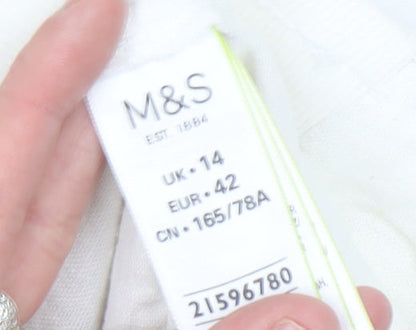 M&S
EST. 1884
UK • 14
EUR • 42
CN • 165/78A
21596780